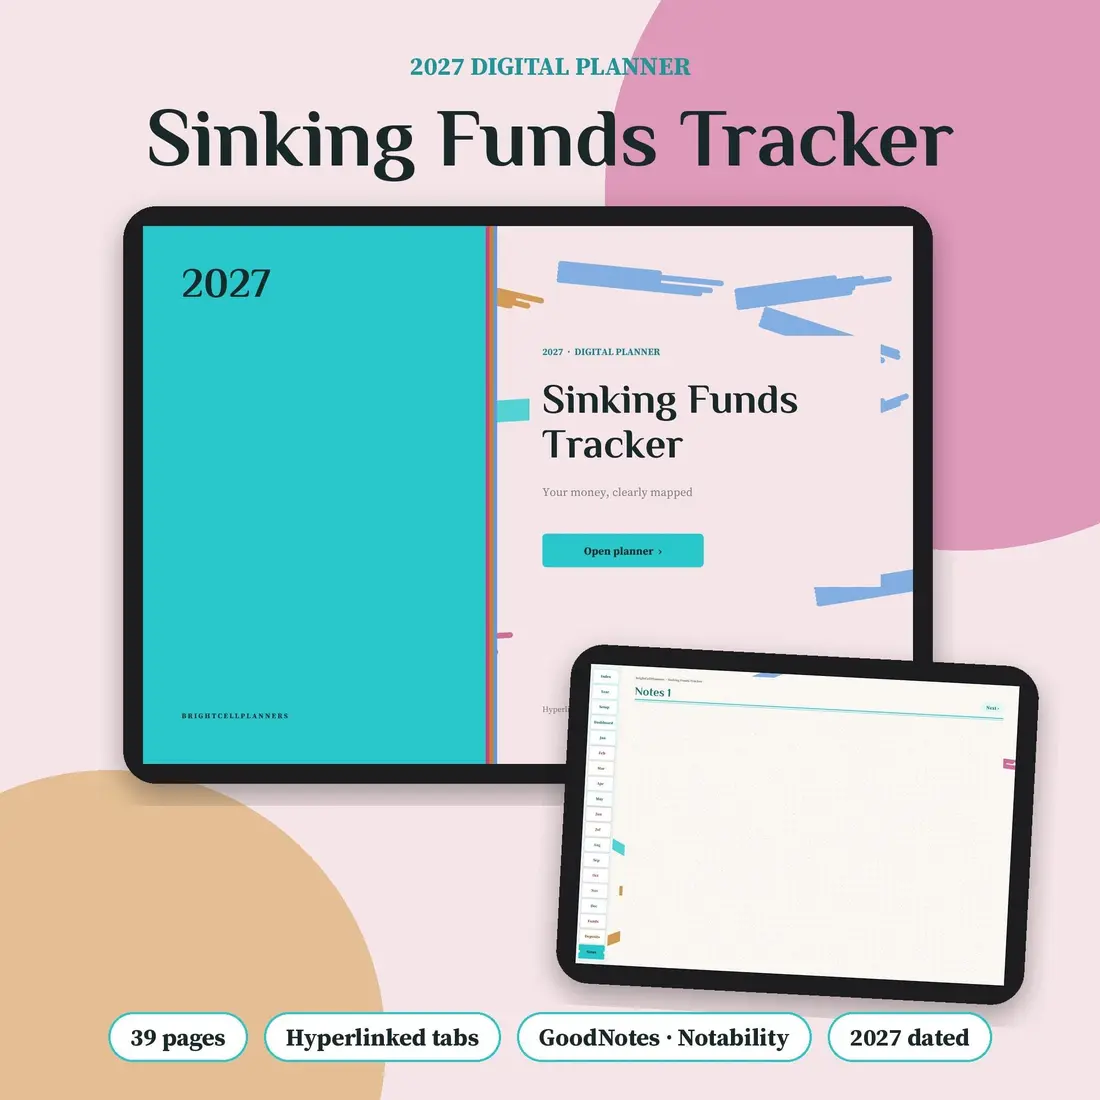 2027 DIGITAL PLANNER
Sinking Funds Tracker
2027
2027 · DIGITAL PLANNER
Sinking Funds
Tracker
Your money, clearly mapped
Open planner ›
BRIGHTCELLPLANNERS
Notes 1
Next ›
Index
Year
Setup
Dashboard
Jan
Feb
Mar
Apr
May
Jun
Jul
Aug
Sep
Oct
Nov
Dec
39 pages
Hyperlinked tabs
GoodNotes · Notability
2027 dated